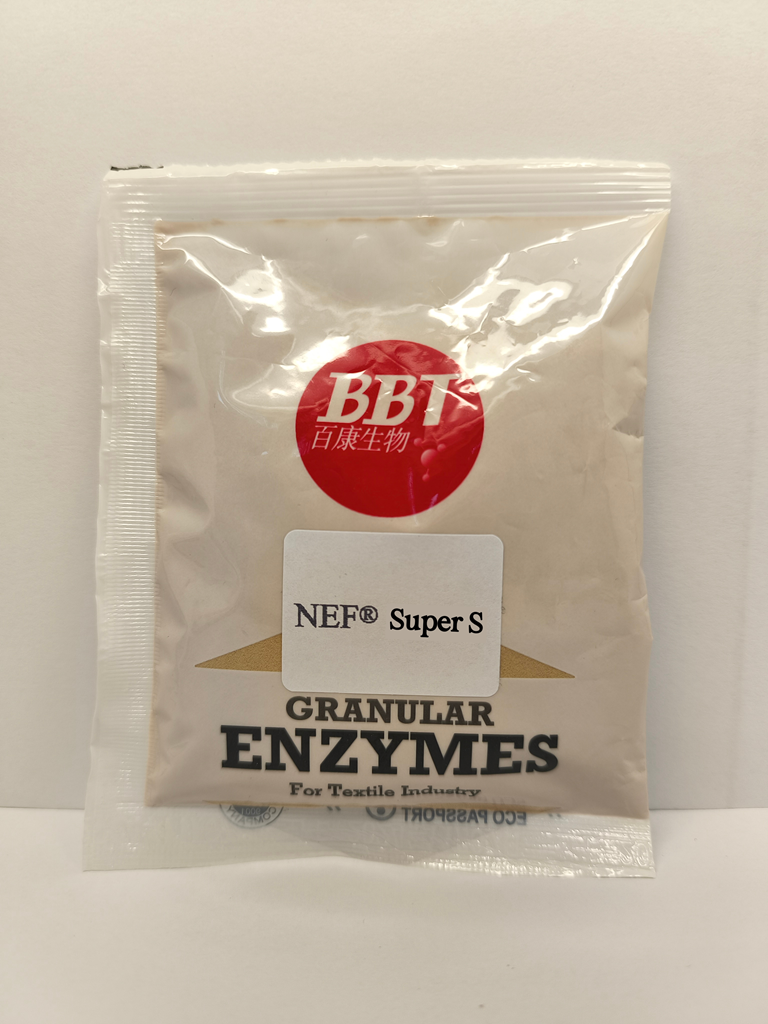 BBT
百康生物
NEF® Super S
GRANULAR
ENZYMES
For Textile Industry
ECO PASSPORT